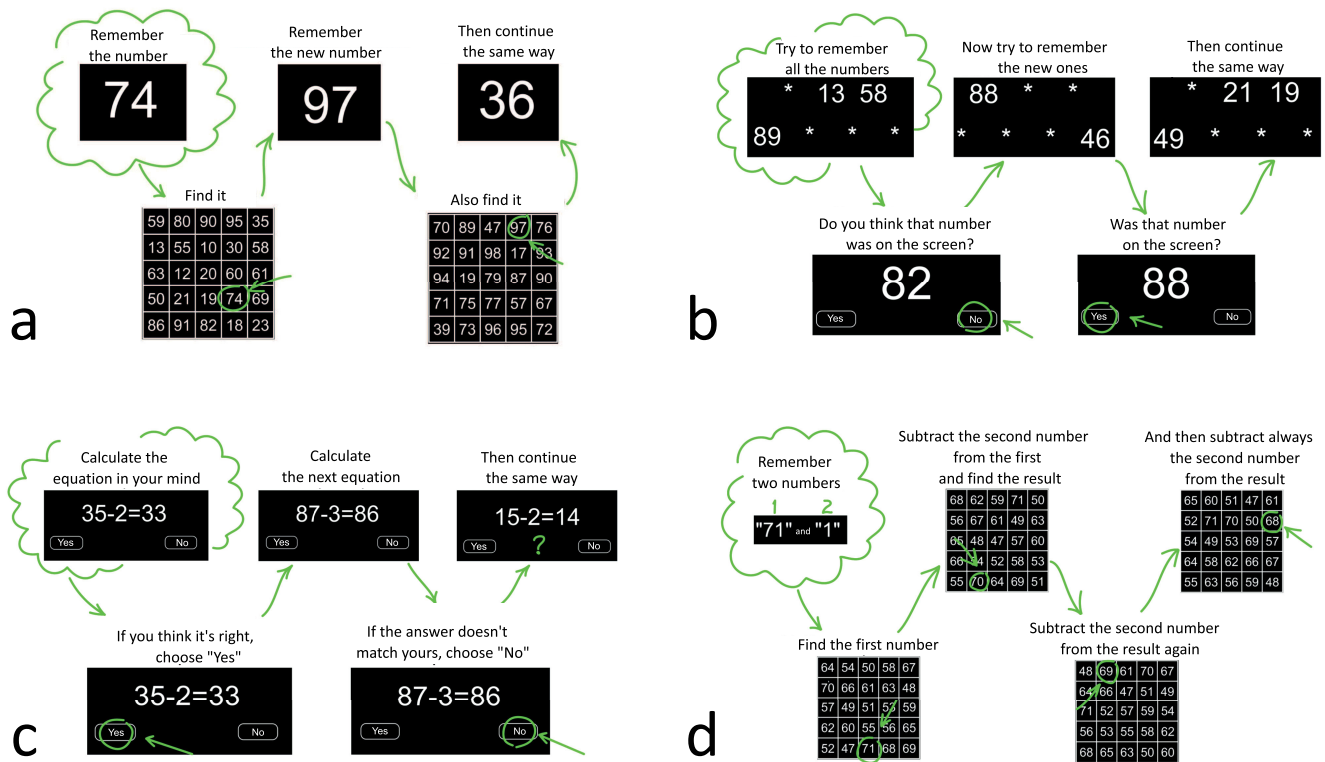 Remember
the number
74
Remember
the new number
97
Then continue
the same way
36
Find it
59 80 90 95 35
13 55 10 30 58
63 12 20 60 61
50 21 19 74 69
86 91 82 18 23
Also find it
70 89 47 97 76
92 91 98 17 93
94 19 79 87 90
71 75 77 57 67
39 73 96 95 72
a
Try to remember
all the numbers
* 13 58
89 * * *
Now try to remember
the new ones
88 * *
* * * 46
Then continue
the same way
* 21 19
49 * * *
Do you think that number
was on the screen?
82
Yes No
Was that number
on the screen?
88
Yes No
b
Calculate the
equation in your mind
35-2=33
Yes No
Calculate
the next equation
87-3=86
Yes No
Then continue
the same way
15-2=14
Yes ? No
If you think it's right,
choose "Yes"
35-2=33
Yes No
If the answer doesn't
match yours, choose "No"
87-3=86
Yes No
c
Remember
two numbers
1 2
"71" and "1"
Subtract the second number
from the first
and find the result
68 62 59 71 50
56 67 61 49 63
65 48 47 57 60
66 52 58 53
55 70 64 69 51
And then subtract always
the second number
from the result
65 60 51 47 61
52 71 70 50 68
54 49 53 69 57
64 58 62 66 67
55 63 56 59 48
Find the first number
64 54 50 58 67
70 66 61 63 48
57 49 51 53 59
62 60 55 56 65
52 47 71 68 69
Subtract the second number
from the result again
48 69 61 70 67
64 66 47 51 49
71 52 57 59 54
56 53 55 58 62
68 65 63 50 60
d